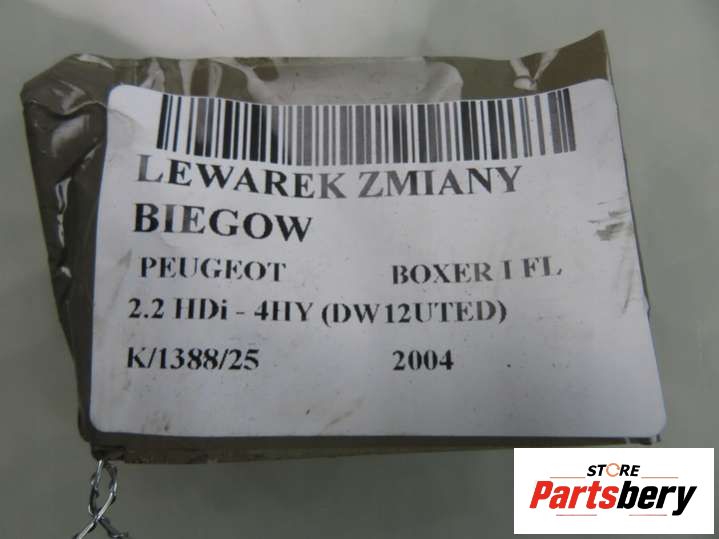 LEWAREK ZMIANY
BIEGOW
PEUGEOT BOXER I FL
2.2 HDi - 4HY (DW12UTED)
K/1388/25 2004
STORE
Partsbery